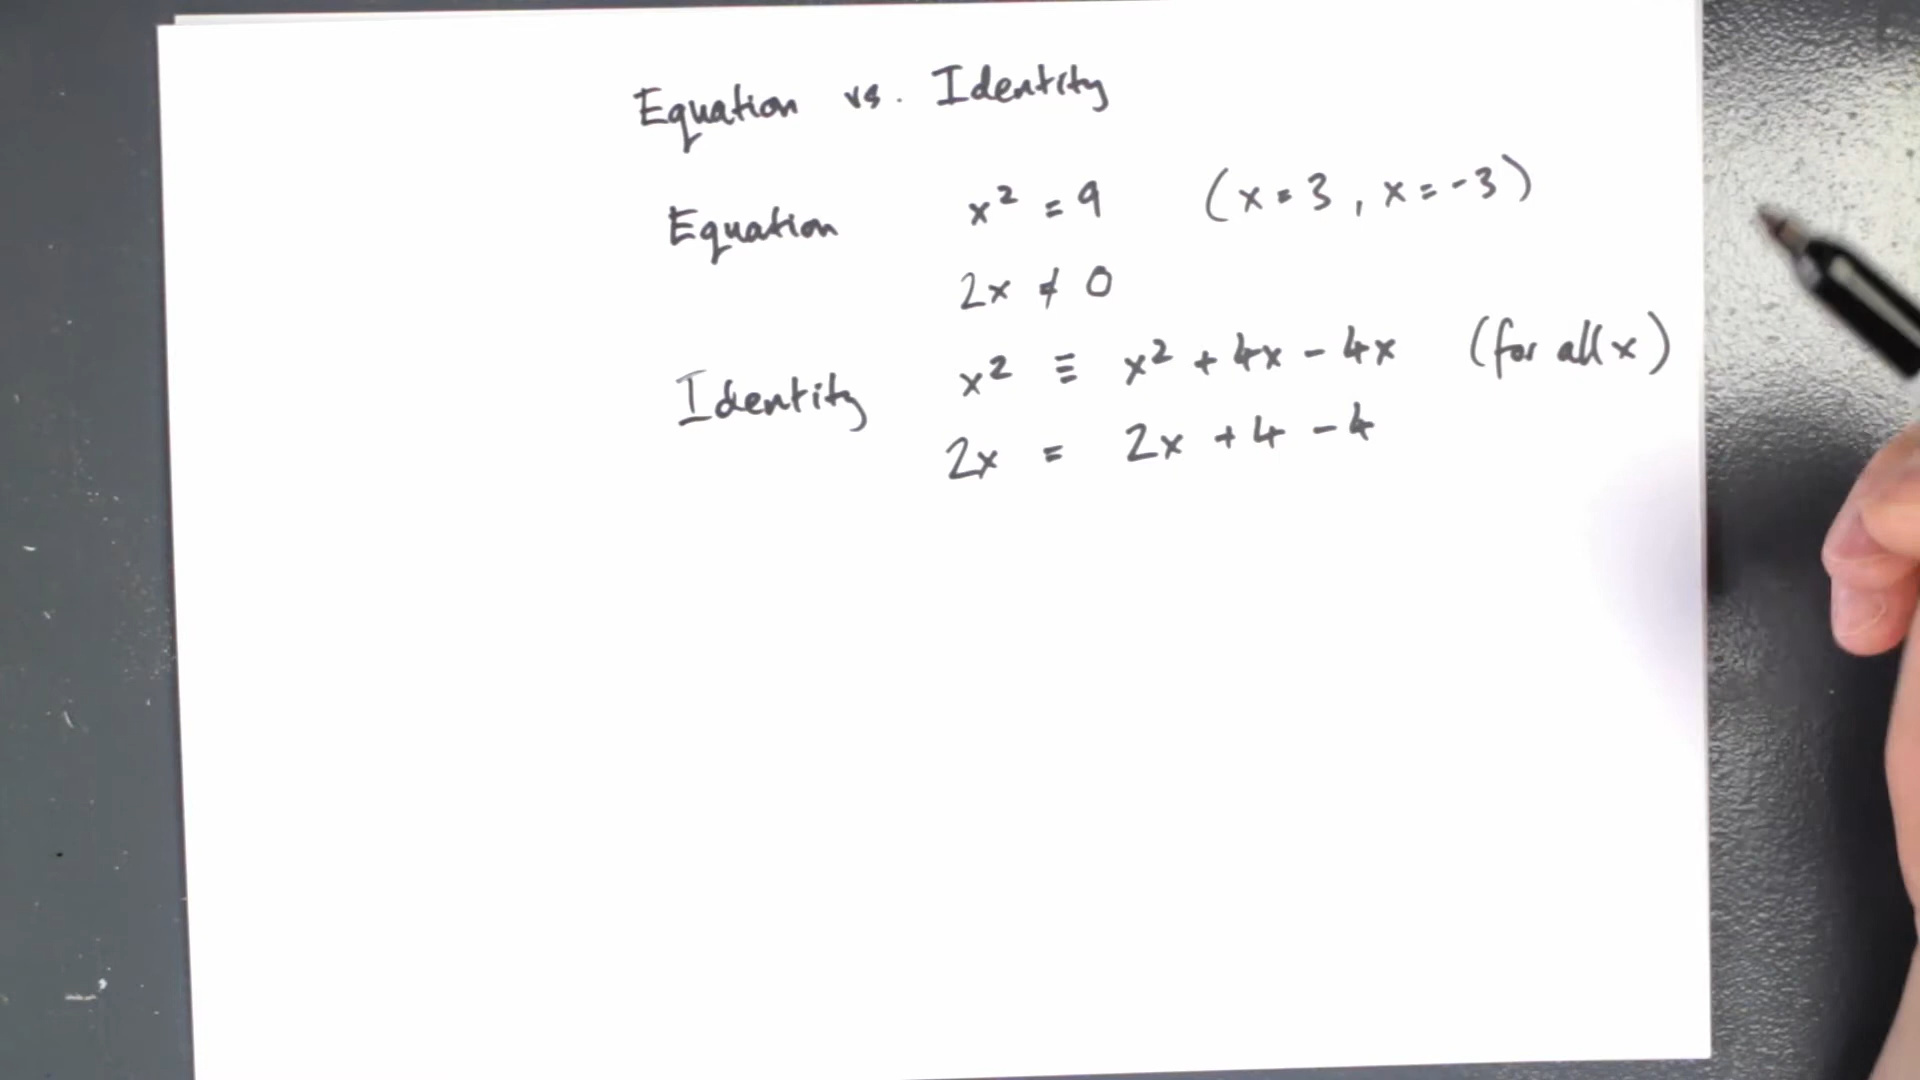 Equation vs. Identity
Equation x² = 9 (x = 3, x = -3)
2x ≠ 0
Identity x² ≡ x² + 4x - 4x (for all x)
2x = 2x + 4 - 4